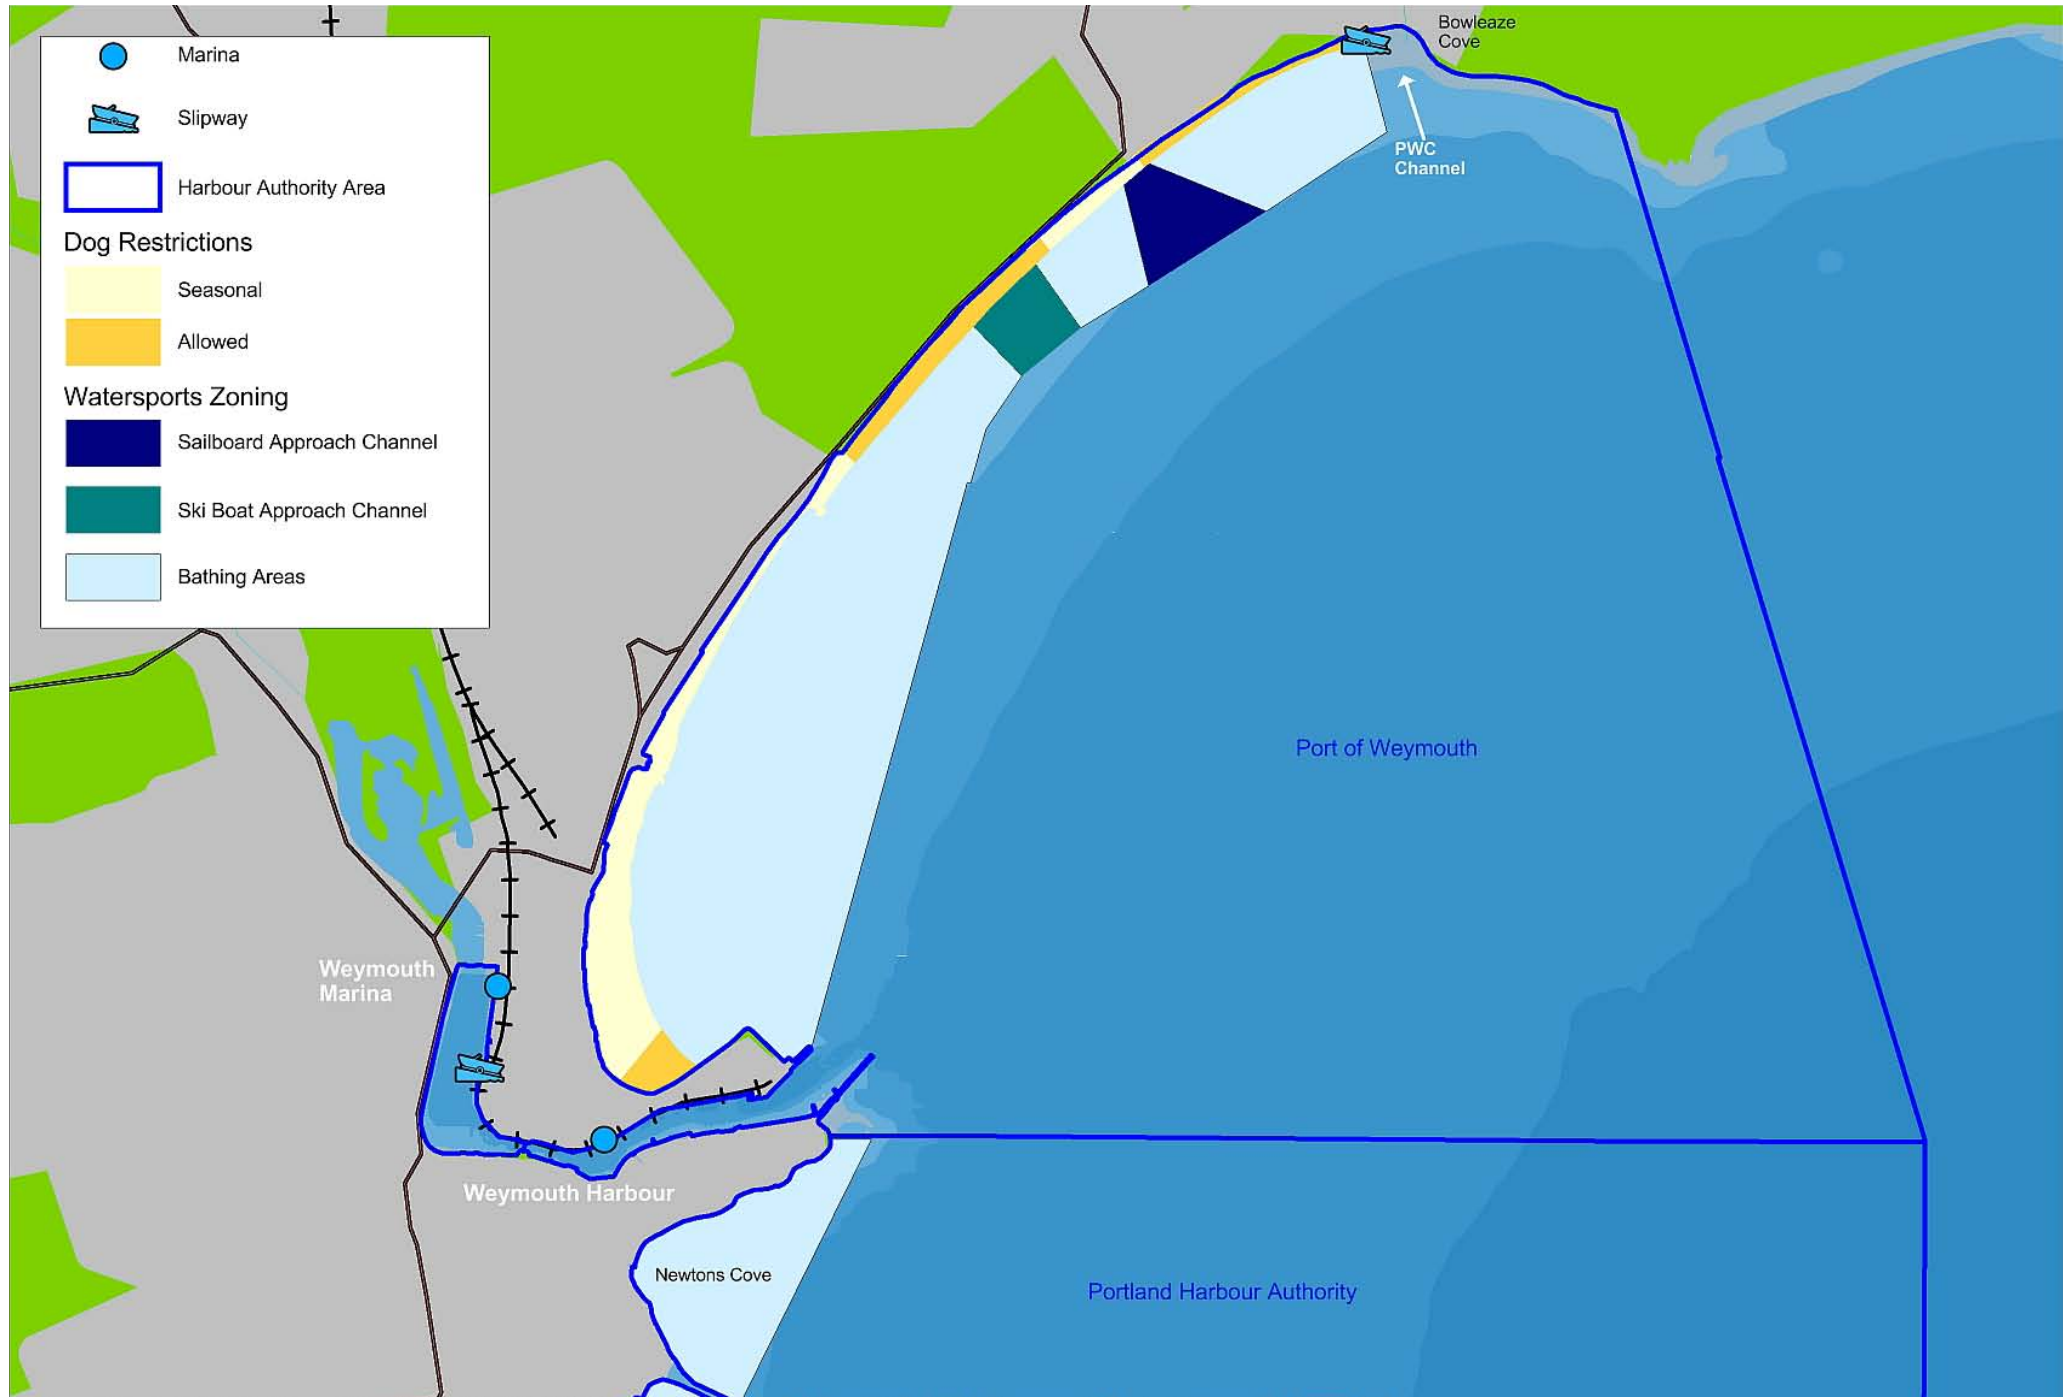 Marina
Slipway
Harbour Authority Area
Dog Restrictions
Seasonal
Allowed
Watersports Zoning
Sailboard Approach Channel
Ski Boat Approach Channel
Bathing Areas
Bowleaze
Cove
PWC
Channel
Port of Weymouth
Weymouth
Marina
Weymouth Harbour
Newtons Cove
Portland Harbour Authority